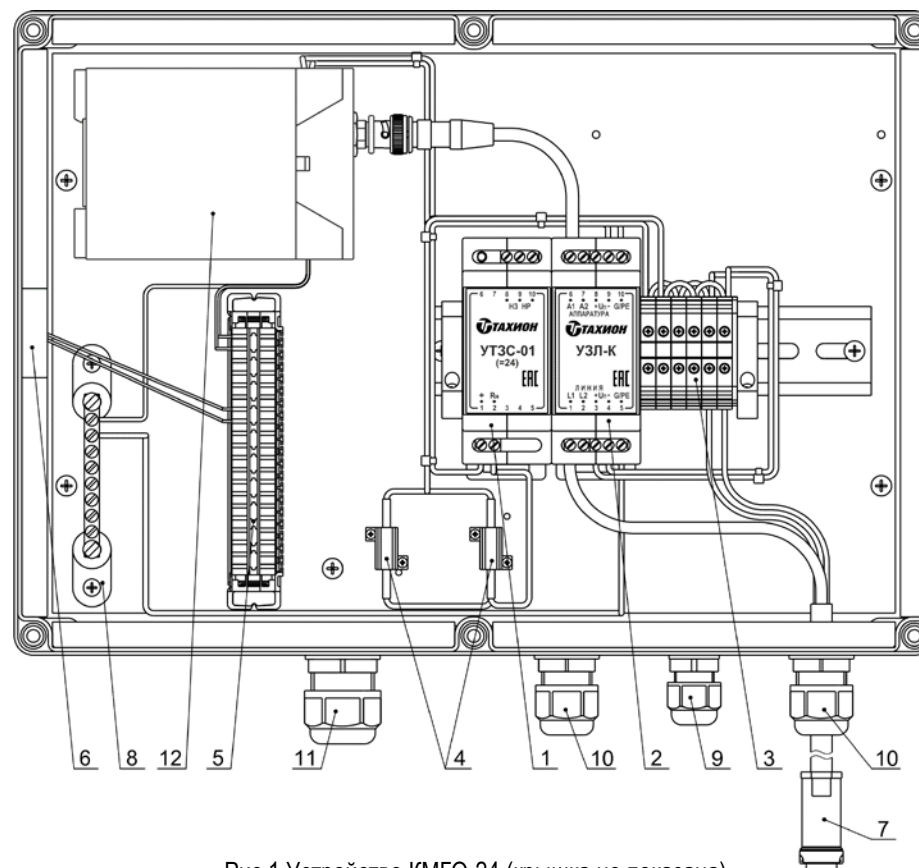 6 7 8 9 10
НЗ НР
ТАХИОН
УТЗС-01
(=24)
ЕАС
+ Rм
1 2 3 4 5
6 7 8 9 10
A1 A2 +Uп- G/PE
АППАРАТУРА
ТАХИОН
УЗЛ-К
ЕАС
ЛИНИЯ
L1 L2 +Uп- G/PE
1 2 3 4 5
6 8 12 5 11 4 1 10 2 9 3 10
7
Рис.1 Устройство КМГО-24 (крышка не показана)